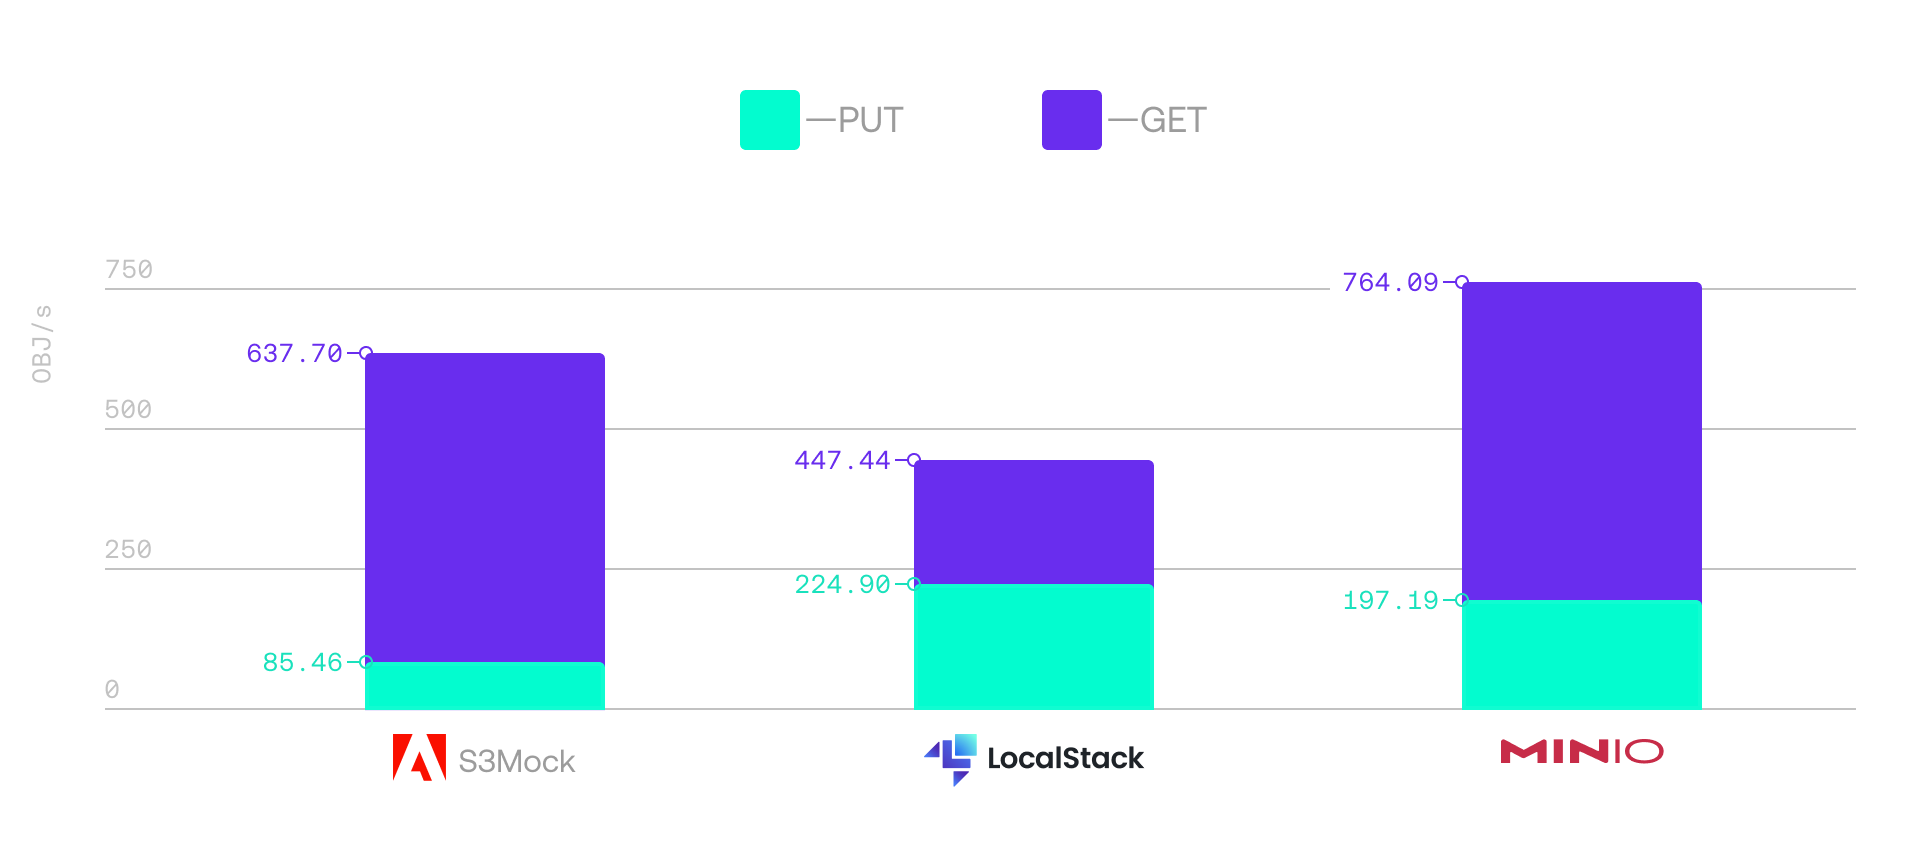 —PUT
—GET
OBJ/s
750
500
250
0
637.70
85.46
447.44
224.90
764.09
197.19
S3Mock
LocalStack
MINIO